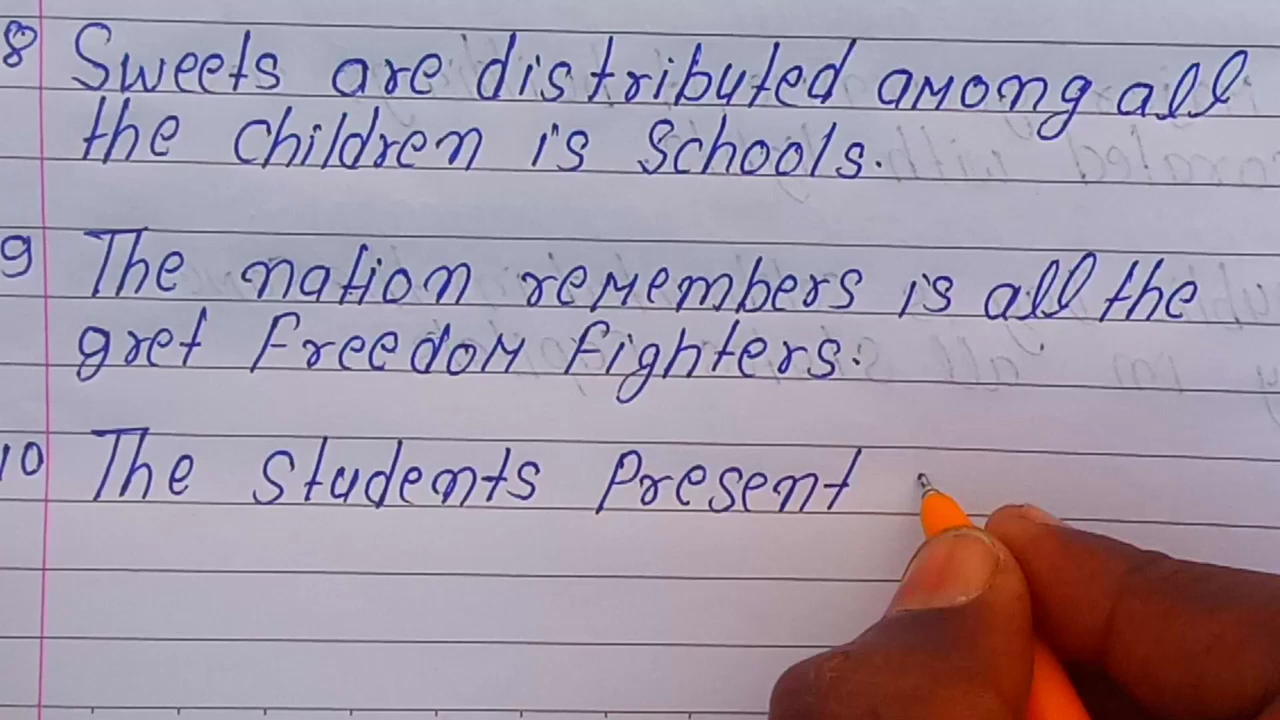 8 Sweets are distributed among all
the children is Schools.
9 The nation remembers is all the
gret freedom fighters.
10 The Students Present